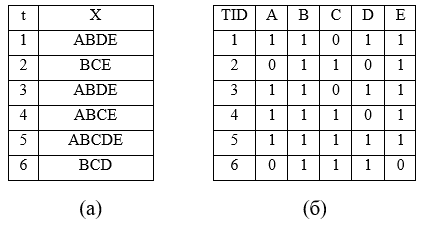 t X
1 ABDE
2 BCE
3 ABDE
4 ABCE
5 ABCDE
6 BCD
(а)
TID A B C D E
1 1 1 0 1 1
2 0 1 1 0 1
3 1 1 0 1 1
4 1 1 1 0 1
5 1 1 1 1 1
6 0 1 1 1 0
(б)